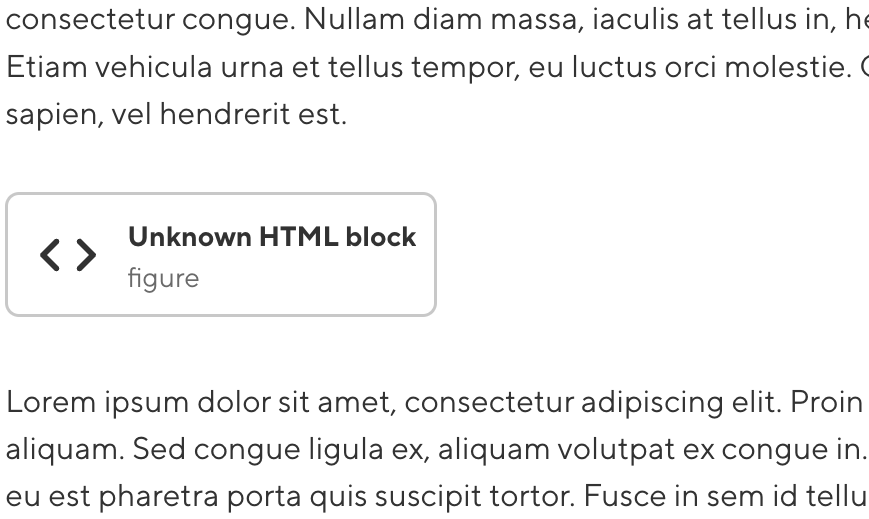 consectetur congue. Nullam diam massa, iaculis at tellus in,
Etiam vehicula urna et tellus tempor, eu luctus orci molestie.
sapien, vel hendrerit est.
Unknown HTML block
figure
Lorem ipsum dolor sit amet, consectetur adipiscing elit. Proin
aliquam. Sed congue ligula ex, aliquam volutpat ex congue in.
eu est pharetra porta quis suscipit tortor. Fusce in sem id